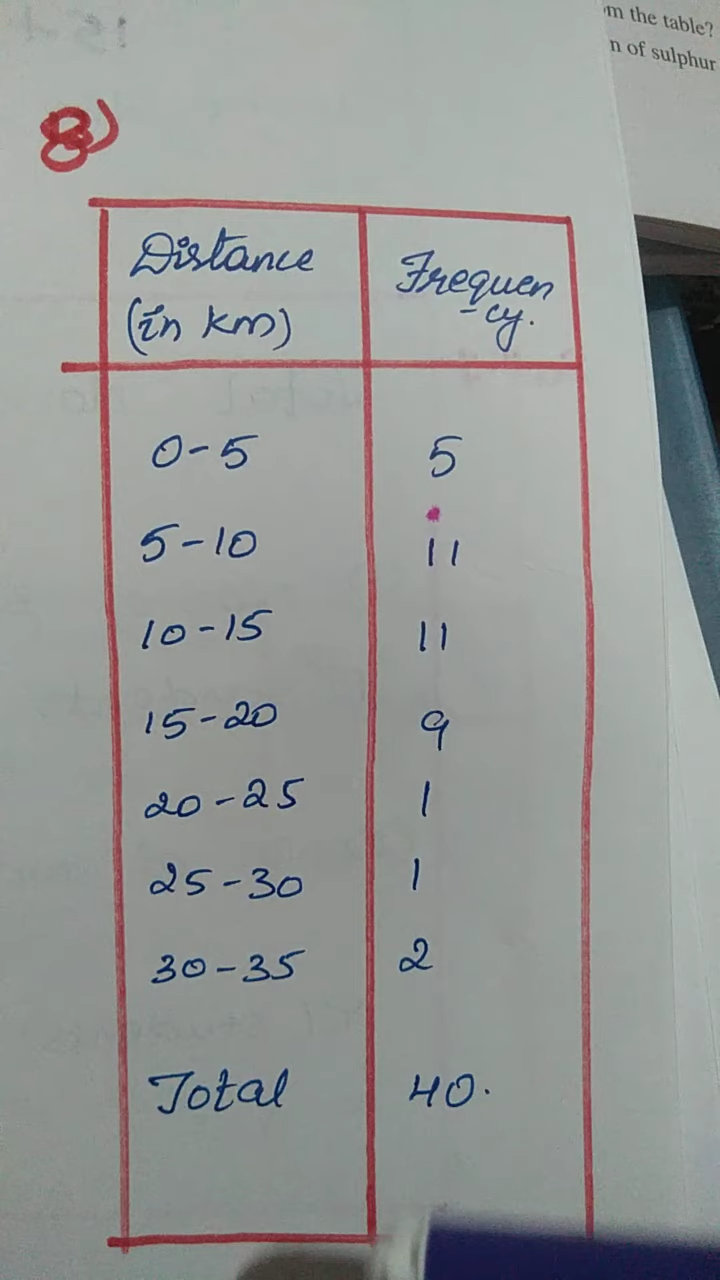 m the table?
n of sulphur
8)
Distance (in km) Frequen-cy.
0-5 5
5-10 11
10-15 11
15-20 9
20-25 1
25-30 1
30-35 2
Total 40.